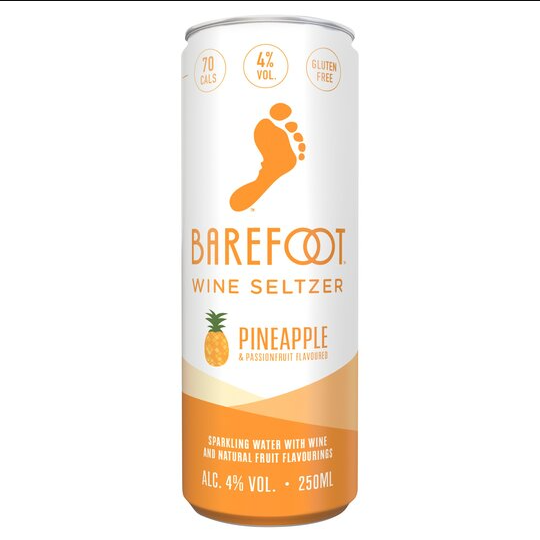 70
CALS
4%
VOL.
GLUTEN
FREE
BAREFOOT
WINE SELTZER
PINEAPPLE
& PASSIONFRUIT FLAVOURED
SPARKLING WATER WITH WINE
AND NATURAL FRUIT FLAVOURINGS
ALC. 4% VOL. • 250ML